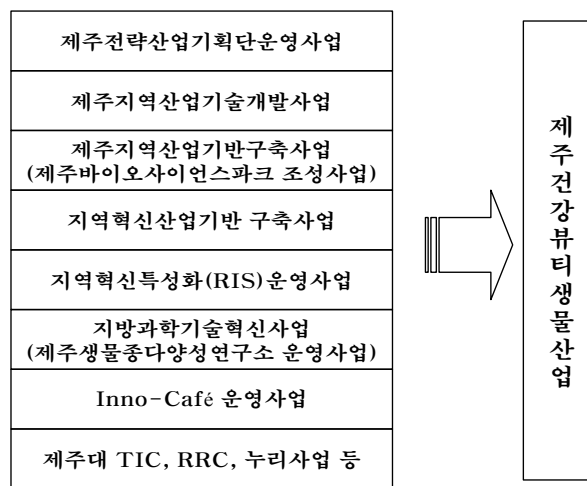 제주전략산업기획단운영사업
제주지역산업기술개발사업
제주지역산업기반구축사업
(제주바이오사이언스파크 조성사업)
지역혁신산업기반 구축사업
지역혁신특성화(RIS)운영사업
지방과학기술혁신사업
(제주생물종다양성연구소 운영사업)
Inno-Café 운영사업
제주대 TIC, RRC, 누리사업 등
제주건강뷰티생물산업